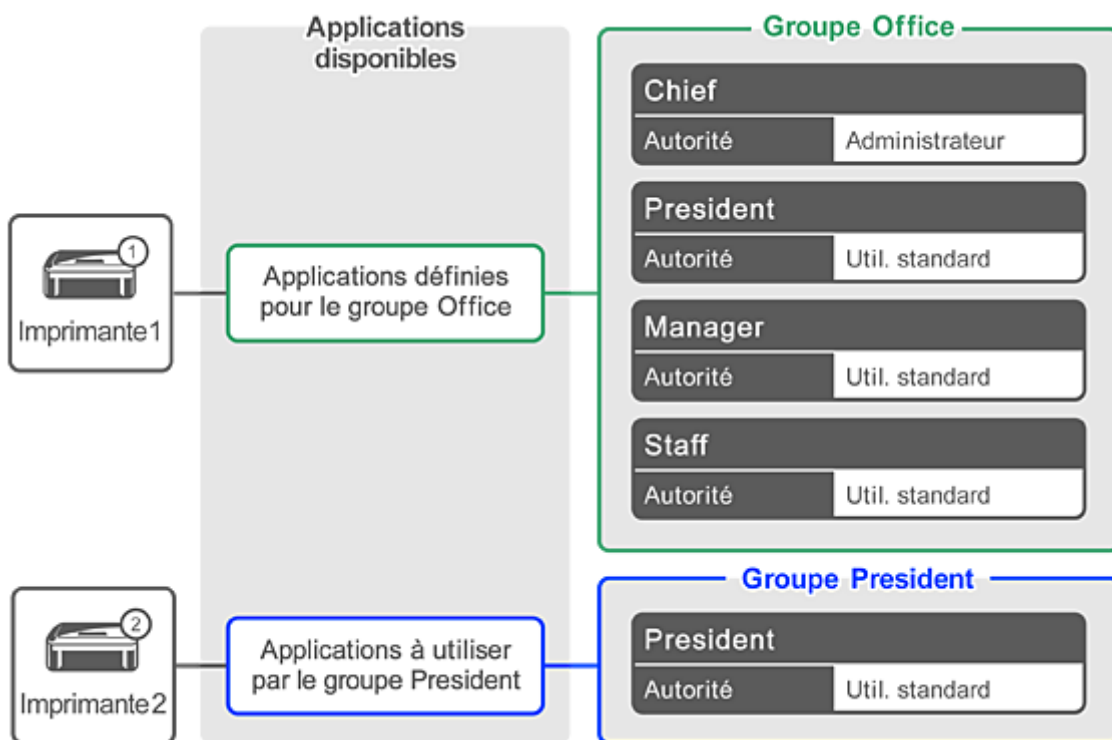 Applications
disponibles
Groupe Office
Chief
Autorité Administrateur
President
Autorité Util. standard
Manager
Autorité Util. standard
Staff
Autorité Util. standard
1
Imprimante1
Applications définies
pour le groupe Office
Groupe President
President
Autorité Util. standard
2
Imprimante2
Applications à utiliser
par le groupe President